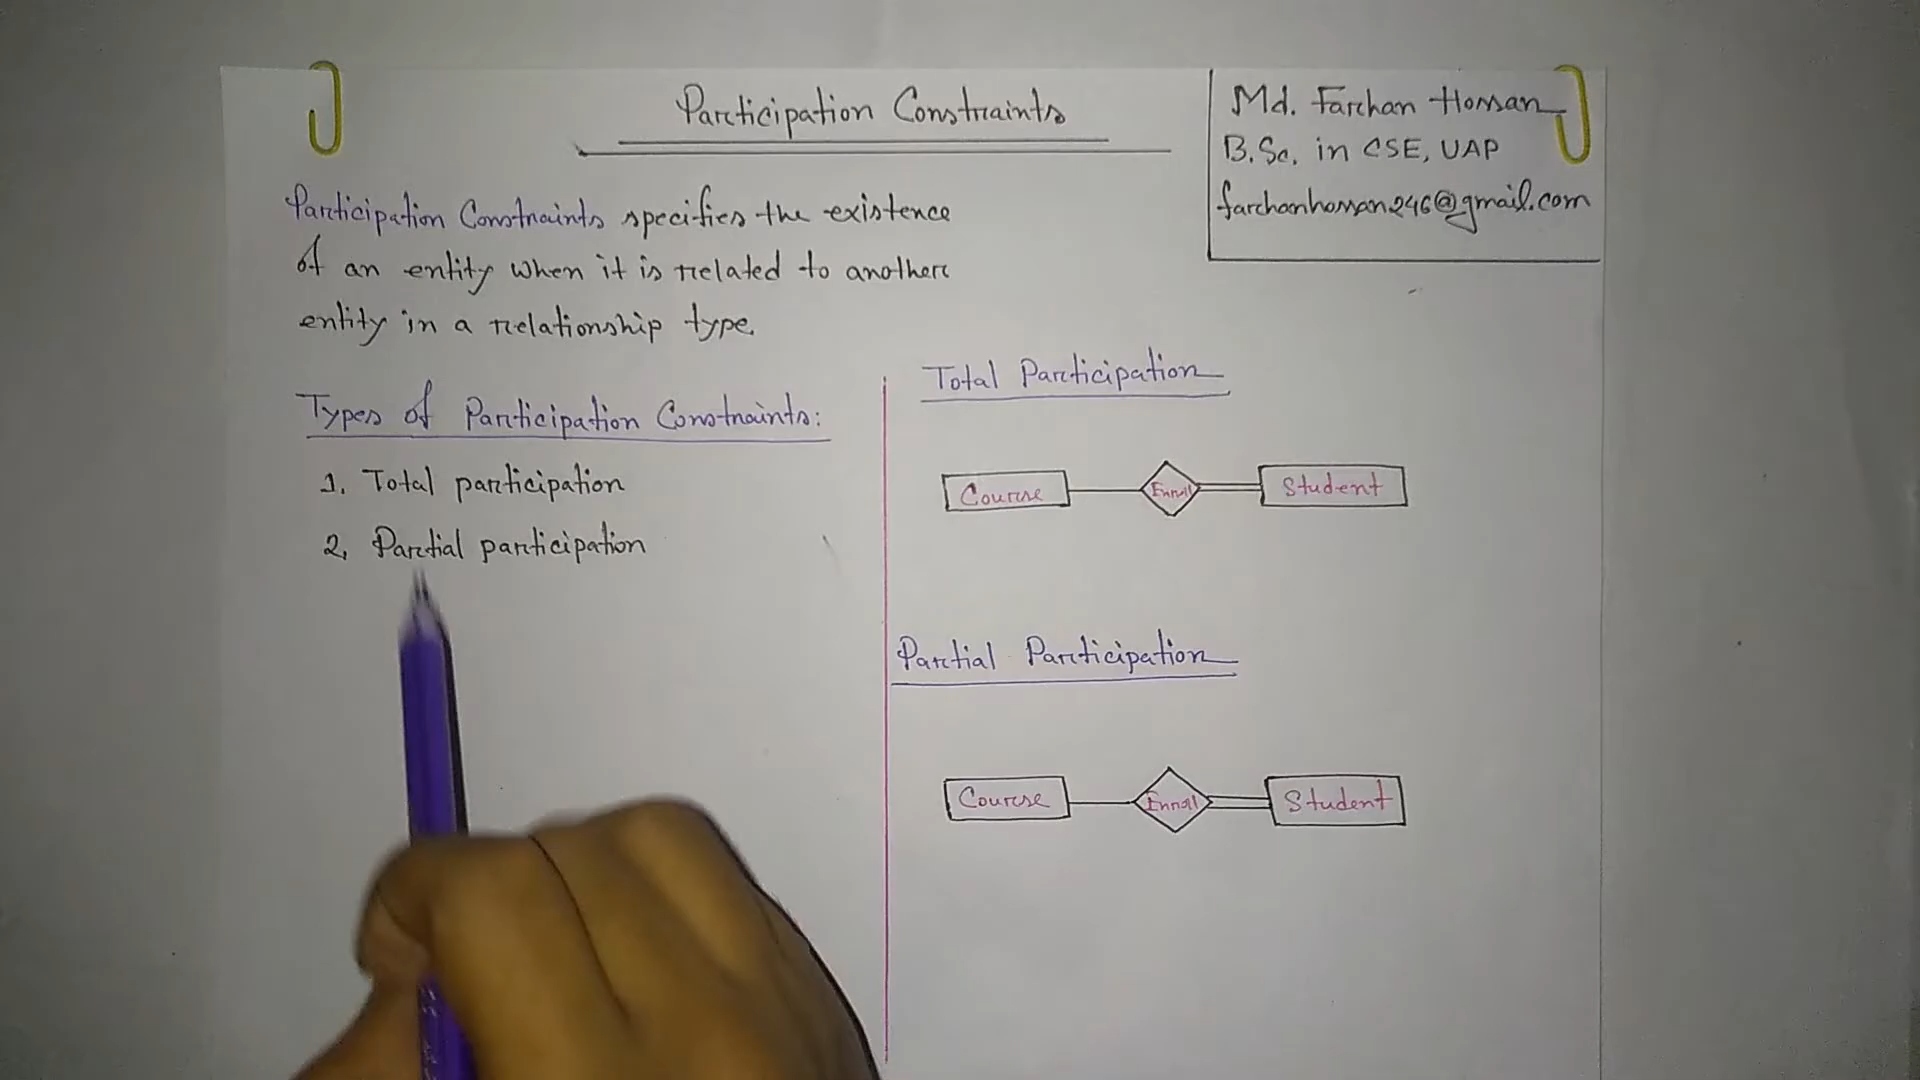 Participation Constraints
Md. Farhan Hossan
B.Sc. in CSE, UAP
farhanhossan246@gmail.com
Participation Constraints specifies the existence
of an entity when it is related to another
entity in a relationship type.
Types of Participation Constraints:
1. Total participation
2. Partial participation
Total Participation
Course Enroll Student
Partial Participation
Course Enroll Student